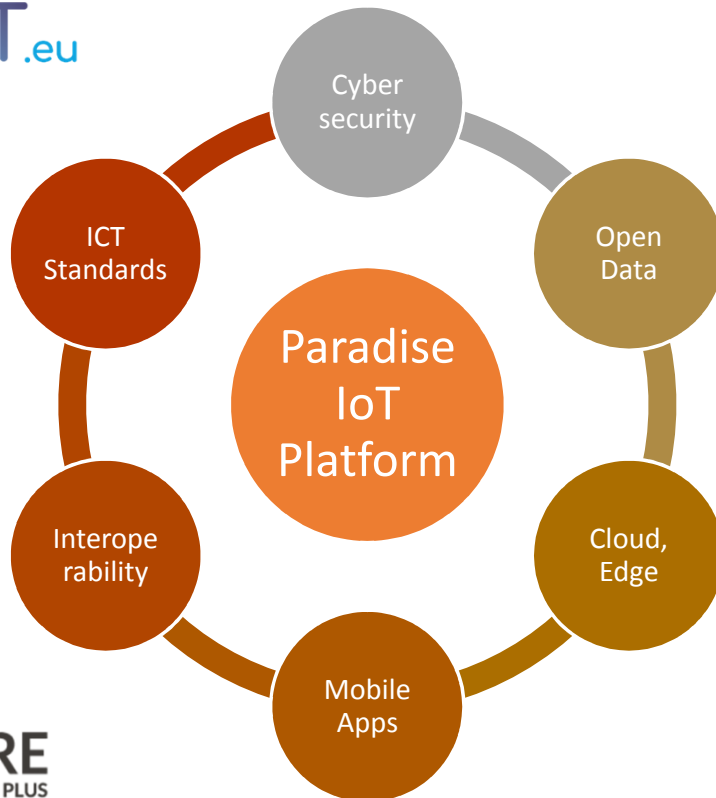 T.eu
Cyber
security
ICT
Standards
Open
Data
Paradise
IoT
Platform
Interope
rability
Cloud,
Edge
Mobile
Apps
RE
PLUS